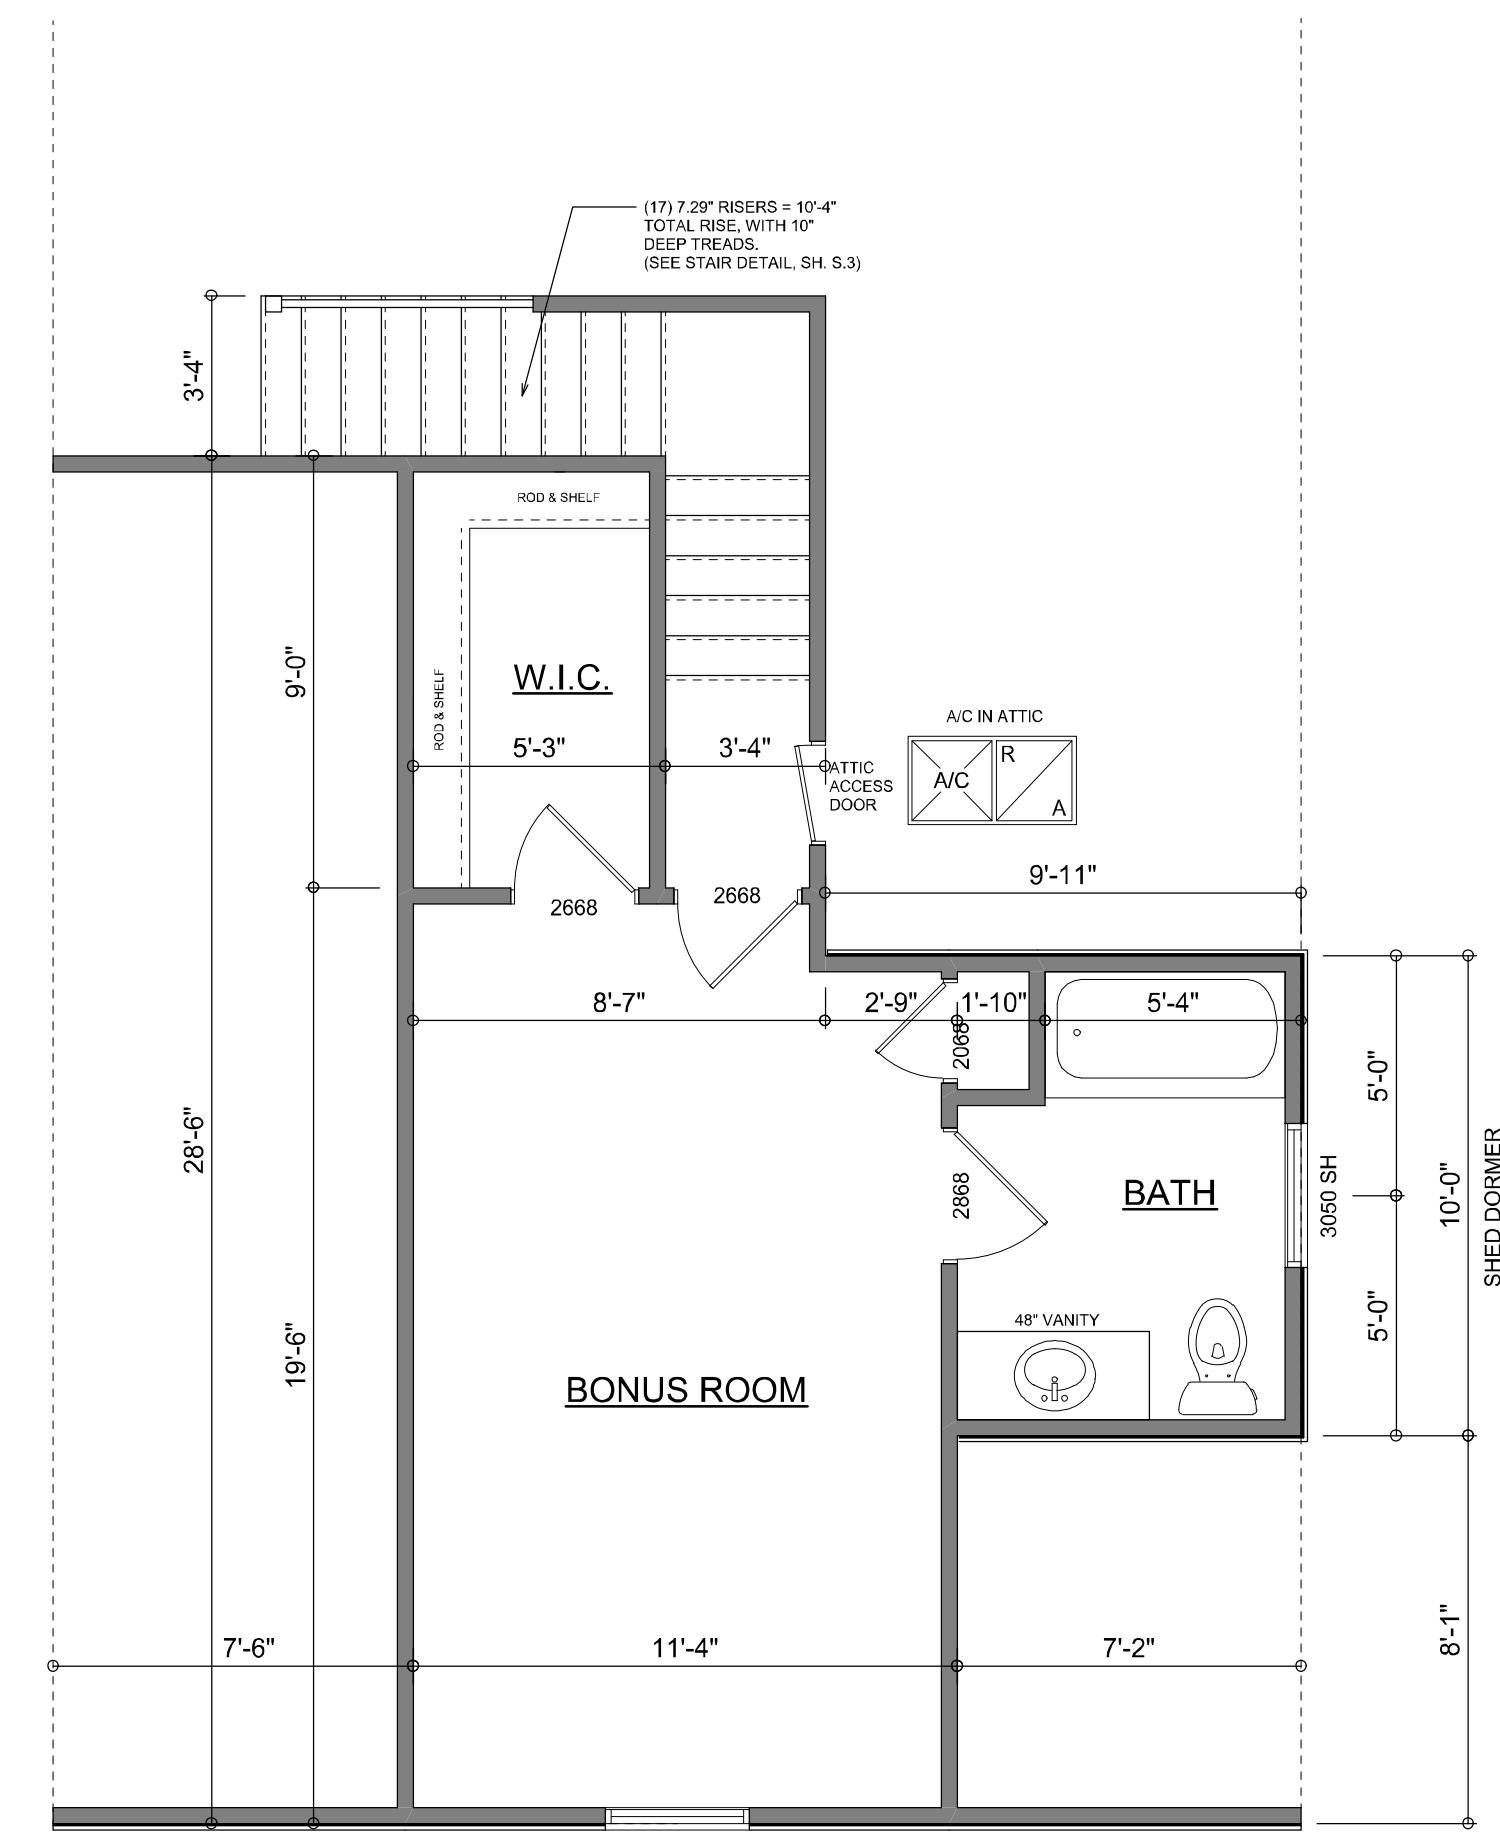 (17) 7.29" RISERS = 10'-4"
TOTAL RISE, WITH 10"
DEEP TREADS.
(SEE STAIR DETAIL, SH. S.3)
3'-4"
ROD & SHELF
9'-0"
W.I.C.
ROD & SHELF
5'-3"
3'-4"
ATTIC
ACCESS
DOOR
A/C IN ATTIC
A/C
R
A
9'-11"
2668
2668
8'-7"
2'-9"
1'-10"
5'-4"
2068
5'-0"
28'-6"
2868
BATH
3050 SH
10'-0"
SHED DORMER
5'-0"
48" VANITY
19'-6"
BONUS ROOM
7'-6"
11'-4"
7'-2"
8'-1"